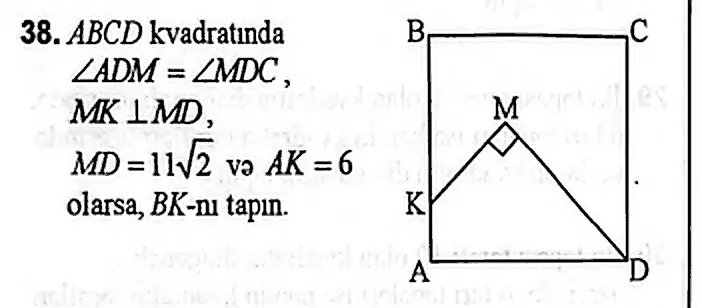 38. ABCD kvadratında
∠ADM = ∠MDC,
MK ⊥ MD,
MD = 11√2 və AK = 6
olarsa, BK-nı tapın.
B
C
M
K
A
D